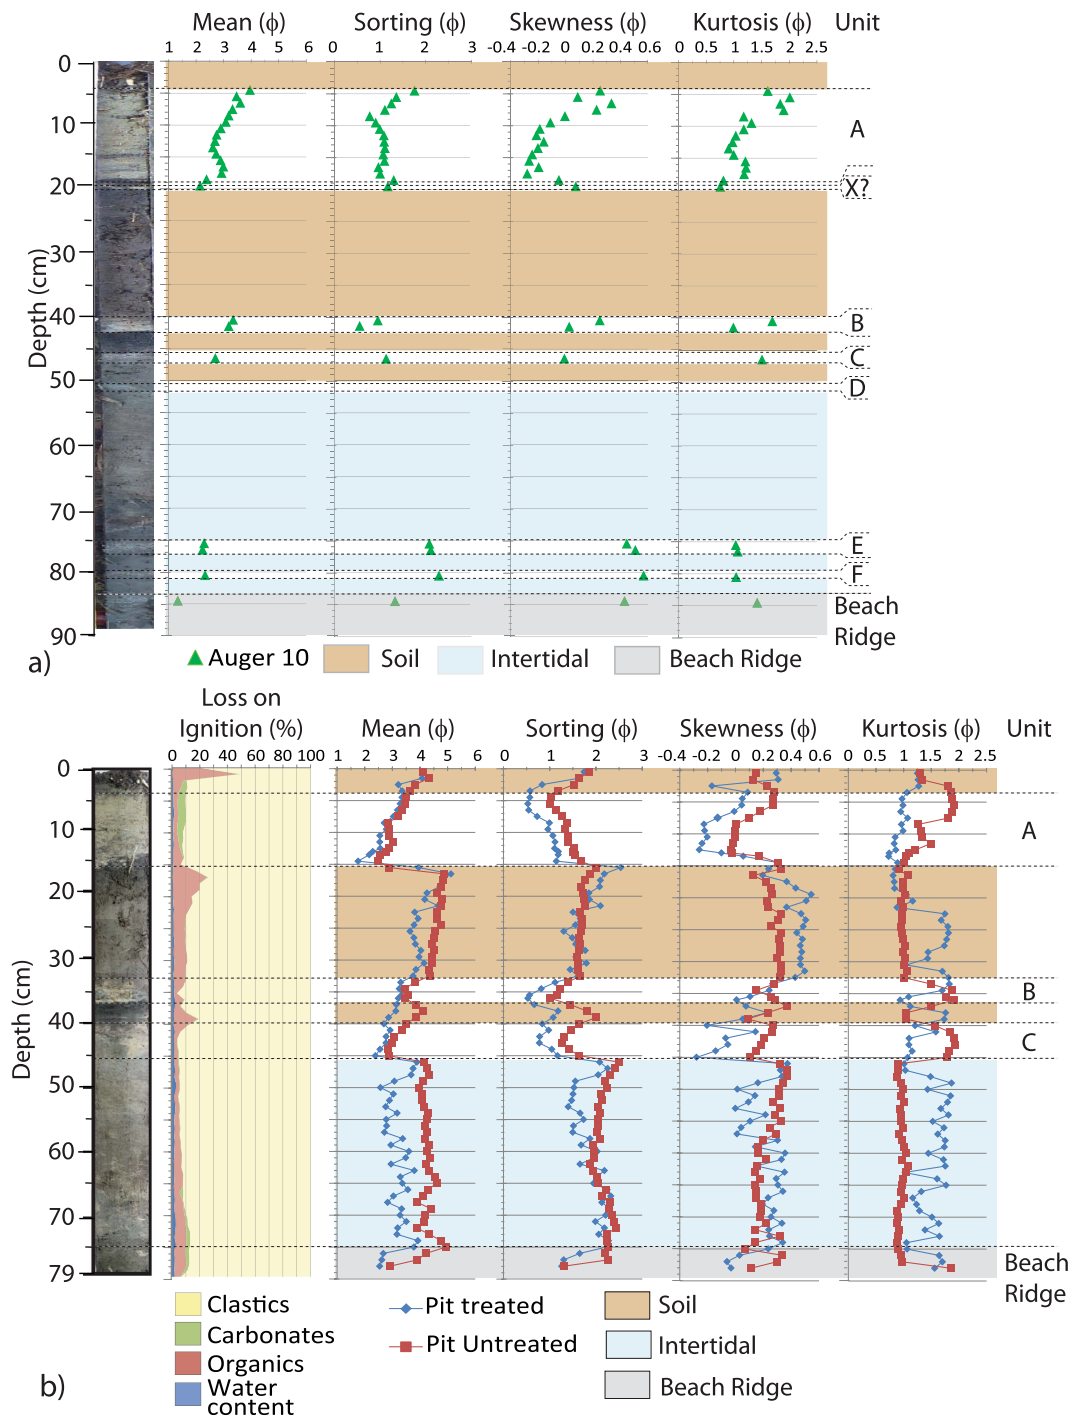 Mean (ϕ) Sorting (ϕ) Skewness (ϕ) Kurtosis (ϕ) Unit
1 2 3 4 5 6 0 1 2 3 -0.4 -0.2 0 0.2 0.4 0.6 0 0.5 1 1.5 2 2.5
Depth (cm)
0
10
20
30
40
50
60
70
80
90
A
X?
B
C
D
E
F
Beach
Ridge
a)
Auger 10 Soil Intertidal Beach Ridge
Loss on
Ignition (%) Mean (ϕ) Sorting (ϕ) Skewness (ϕ) Kurtosis (ϕ) Unit
0 20 40 60 80 100 1 2 3 4 5 6 0 1 2 3 -0.4 0 0.2 0.4 0.6 0 0.5 1 1.5 2 2.5
Depth (cm)
0
10
20
30
40
50
60
70
79
A
B
C
Beach
Ridge
b)
Clastics
Carbonates
Organics
Water
content
Pit treated
Pit Untreated
Soil
Intertidal
Beach Ridge